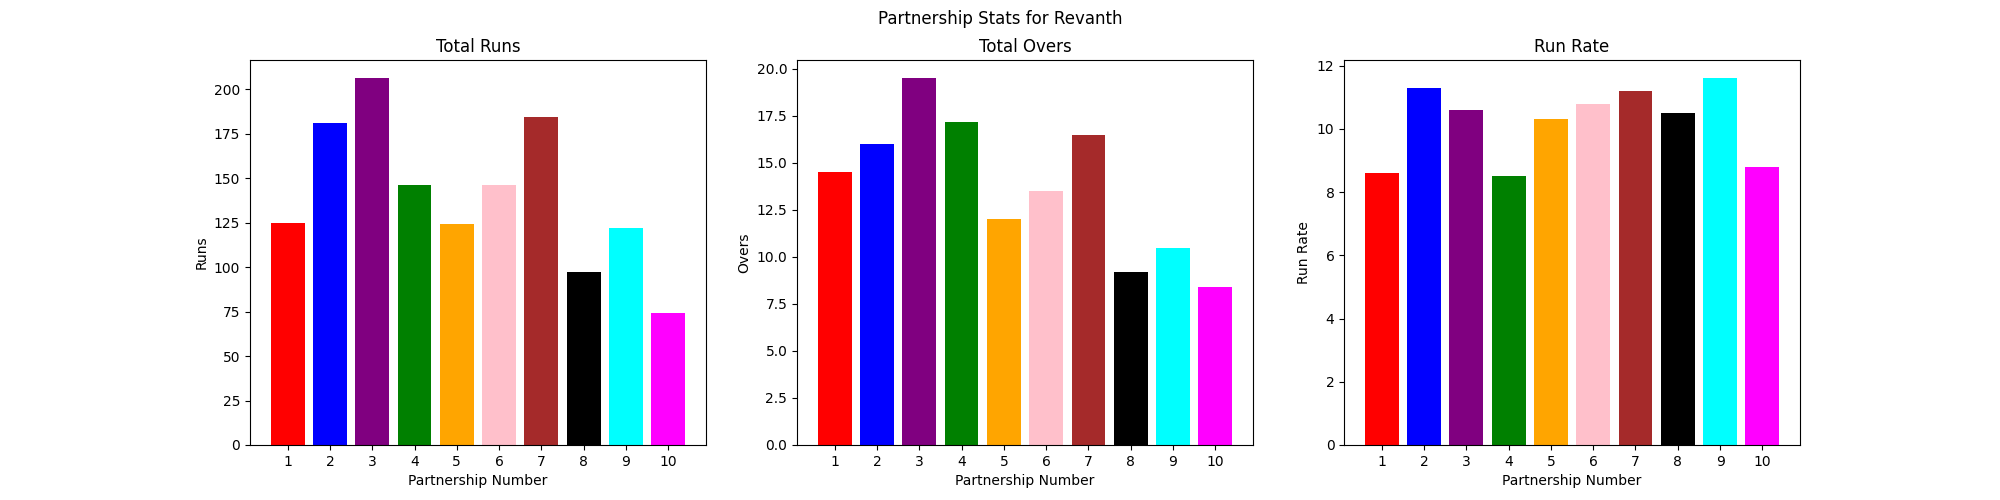 Partnership Stats for Revanth
Total Runs
Runs
200
175
150
125
100
75
50
25
0
1 2 3 4 5 6 7 8 9 10
Partnership Number
Total Overs
Overs
20.0
17.5
15.0
12.5
10.0
7.5
5.0
2.5
0.0
1 2 3 4 5 6 7 8 9 10
Partnership Number
Run Rate
Run Rate
12
10
8
6
4
2
0
1 2 3 4 5 6 7 8 9 10
Partnership Number